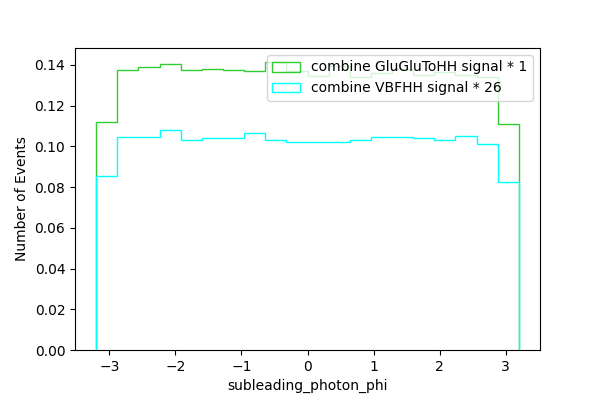 combine GluGluToHH signal * 1
combine VBFHH signal * 26
Number of Events
0.14
0.12
0.10
0.08
0.06
0.04
0.02
0.00
−3 −2 −1 0 1 2 3
subleading_photon_phi